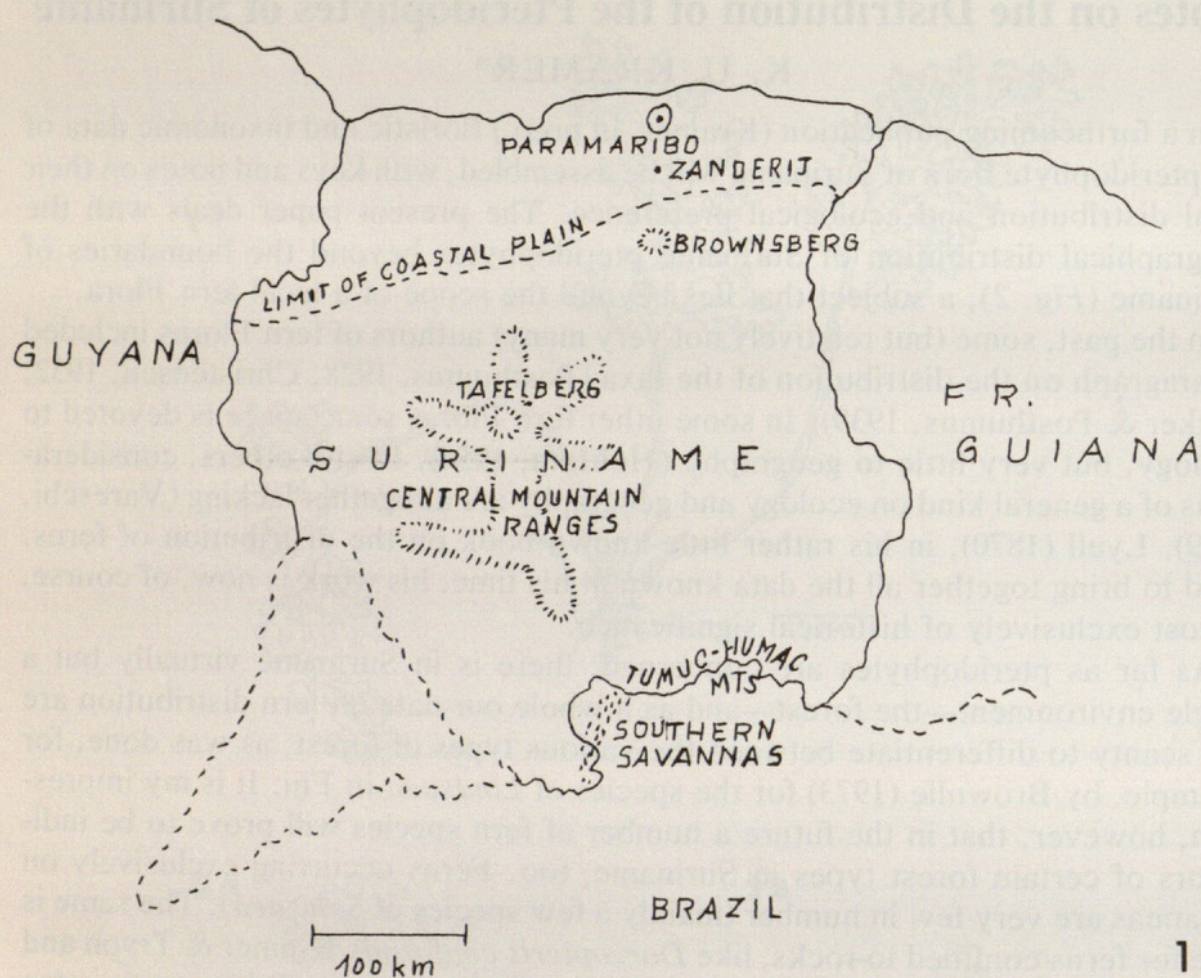 PARAMARIBO
ZANDERIJ
LIMIT OF COASTAL PLAIN
BROWNSBERG
GUYANA
TAFELBERG
FR.
GUIANA
SURINAME
CENTRAL MOUNTAIN
RANGES
TUMUC-HUMAC
MTS
SOUTHERN
SAVANNAS
BRAZIL
100 km
1